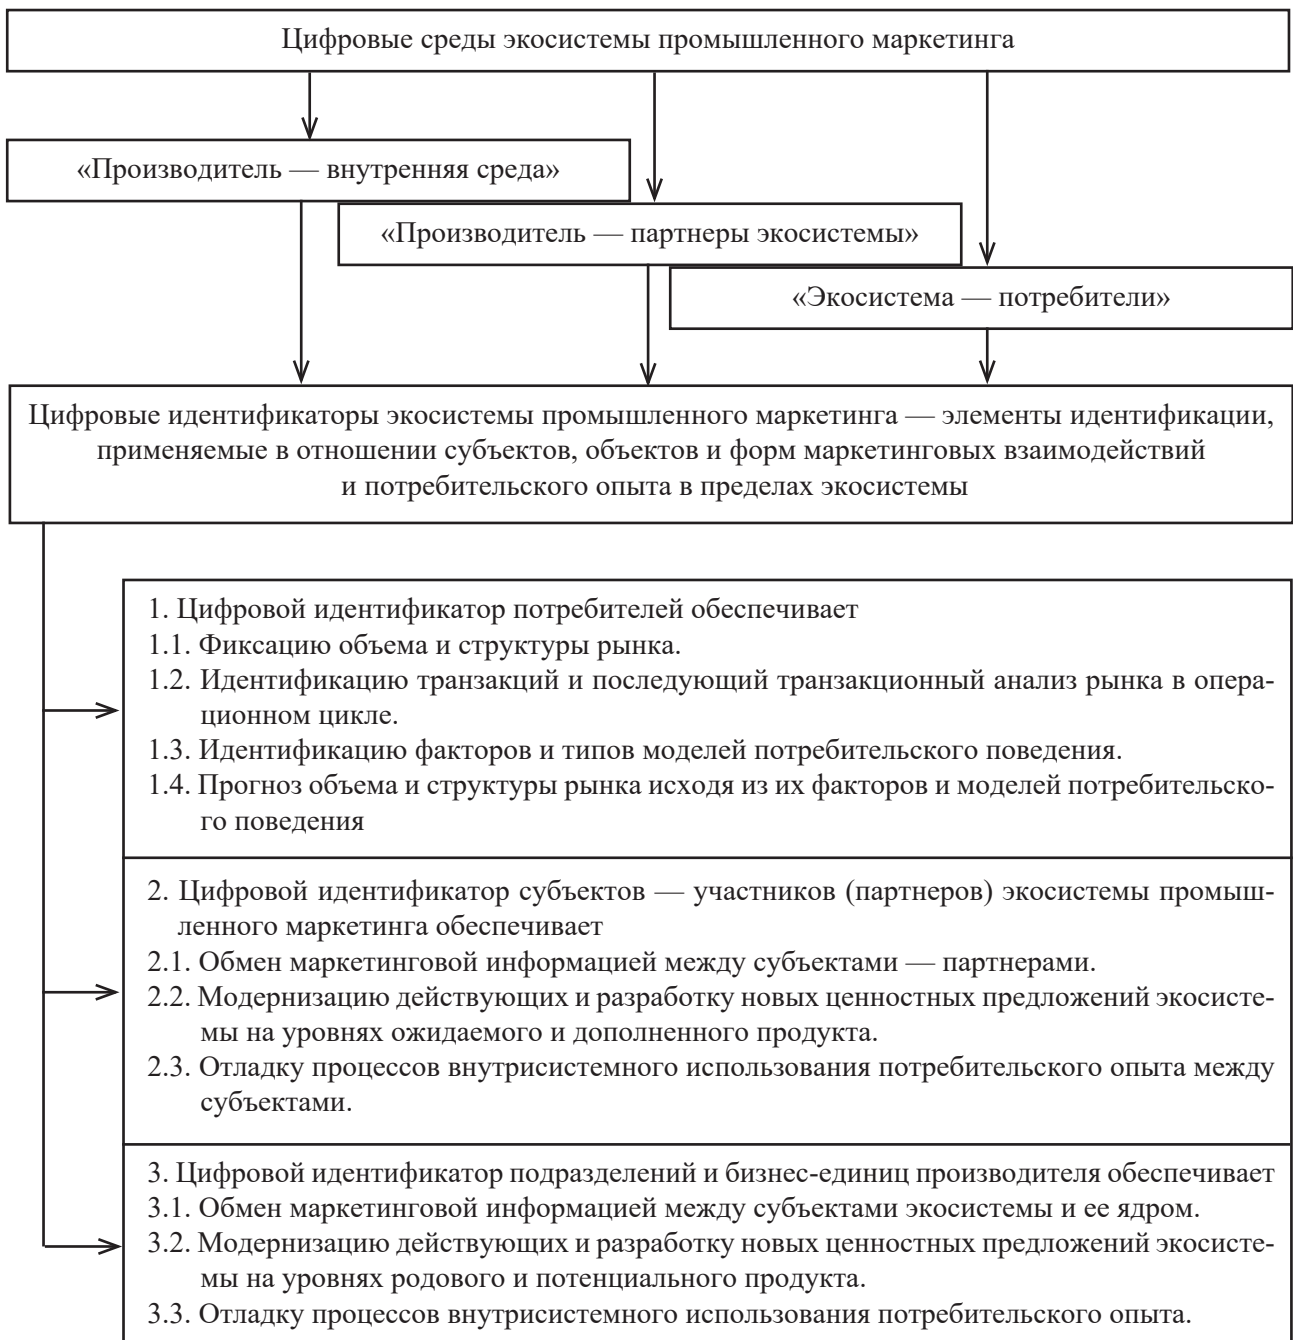 Цифровые среды экосистемы промышленного маркетинга
«Производитель — внутренняя среда»
«Производитель — партнеры экосистемы»
«Экосистема — потребители»
Цифровые идентификаторы экосистемы промышленного маркетинга — элементы идентификации,
применяемые в отношении субъектов, объектов и форм маркетинговых взаимодействий
и потребительского опыта в пределах экосистемы
1. Цифровой идентификатор потребителей обеспечивает
1.1. Фиксацию объема и структуры рынка.
1.2. Идентификацию транзакций и последующий транзакционный анализ рынка в опера-
ционном цикле.
1.3. Идентификацию факторов и типов моделей потребительского поведения.
1.4. Прогноз объема и структуры рынка исходя из их факторов и моделей потребительско-
го поведения
2. Цифровой идентификатор субъектов — участников (партнеров) экосистемы промыш-
ленного маркетинга обеспечивает
2.1. Обмен маркетинговой информацией между субъектами — партнерами.
2.2. Модернизацию действующих и разработку новых ценностных предложений экосисте-
мы на уровнях ожидаемого и дополненного продукта.
2.3. Отладку процессов внутрисистемного использования потребительского опыта между
субъектами.
3. Цифровой идентификатор подразделений и бизнес-единиц производителя обеспечивает
3.1. Обмен маркетинговой информацией между субъектами экосистемы и ее ядром.
3.2. Модернизацию действующих и разработку новых ценностных предложений экосисте-
мы на уровнях родового и потенциального продукта.
3.3. Отладку процессов внутрисистемного использования потребительского опыта.